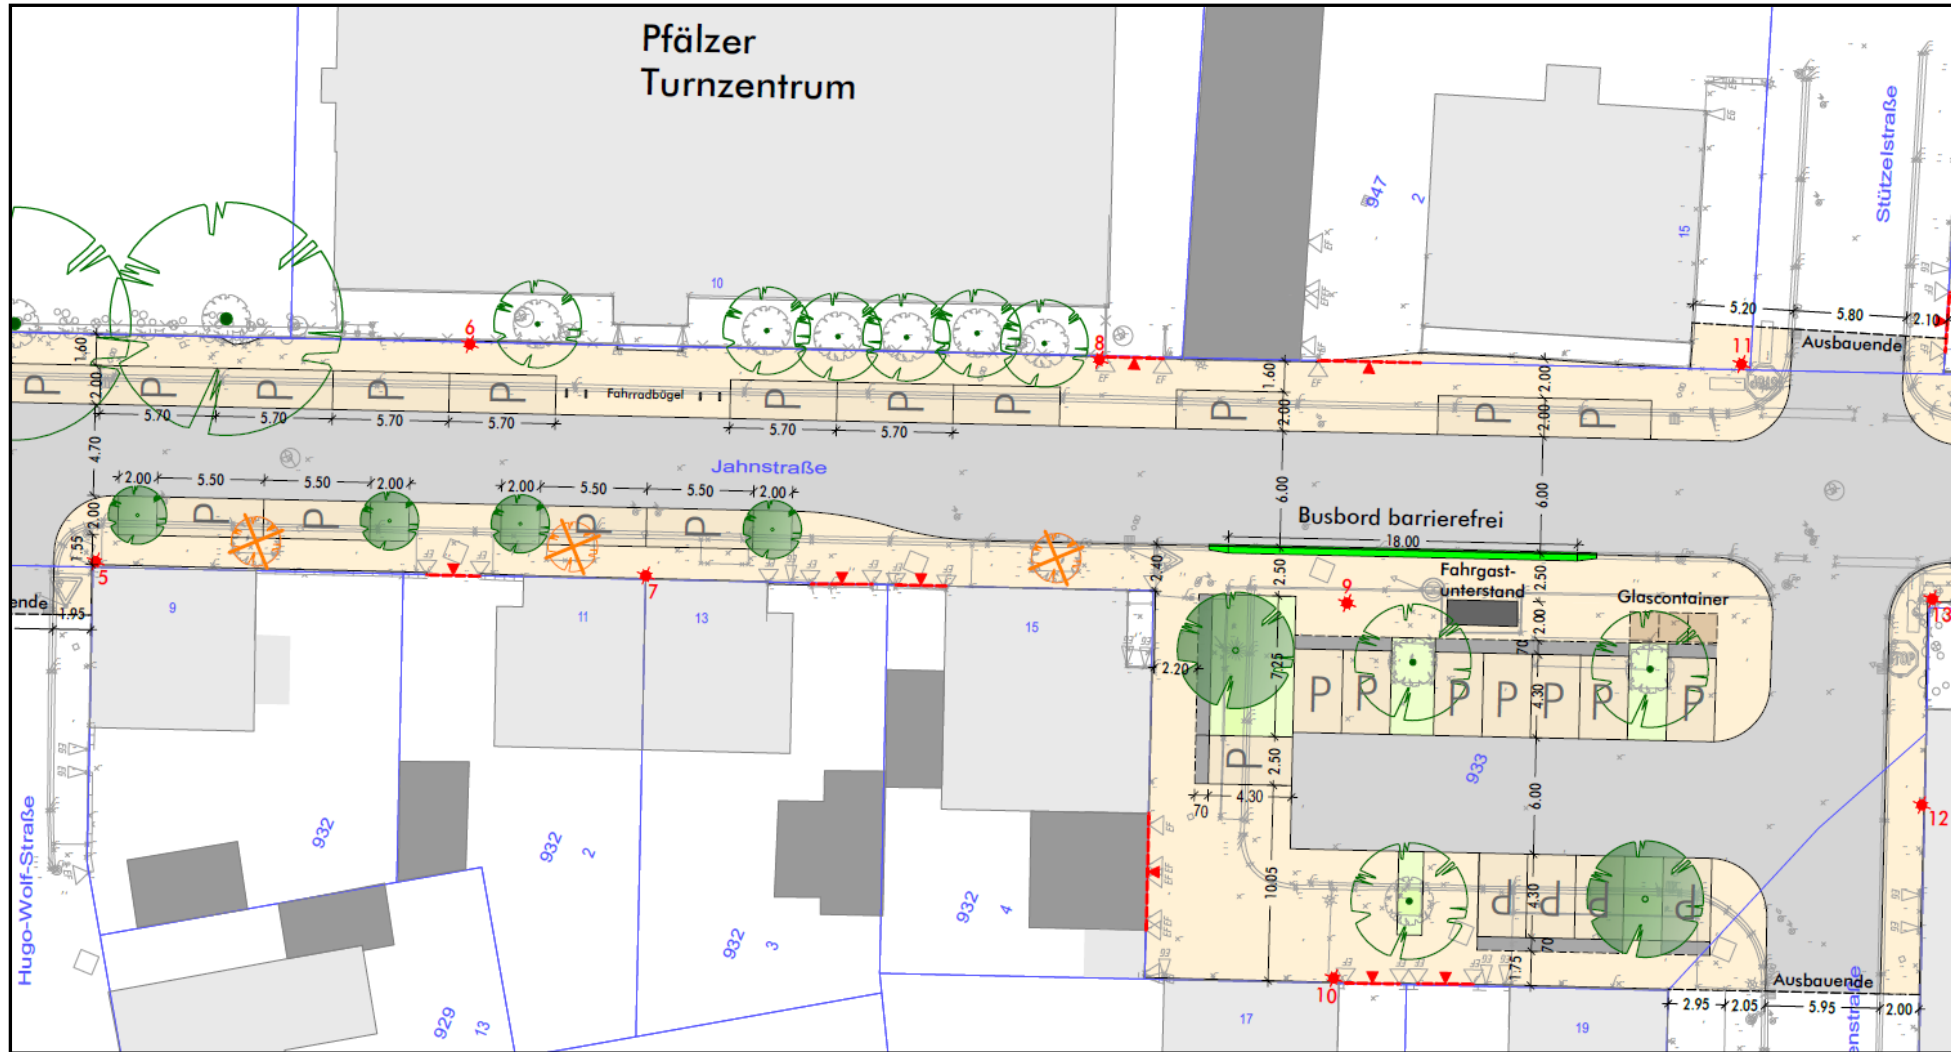 Pfälzer
Turnzentrum
10
947
2
15
Stützelstraße
5.20
5.80
2.10
Ausbauende
6
8
11
1.60
2.00
P
P
P
P
P
Fahrradbügel
P
P
P
P
P
P
1.60
2.00
2.00
2.00
5.70
5.70
5.70
5.70
5.70
5.70
4.70
Jahnstraße
6.00
6.00
2.00
5.50
5.50
2.00
2.00
5.50
5.50
2.00
P
P
P
P
2.00
1.55
5
7
Busbord barrierefrei
18.00
2.40
2.50
2.50
Fahrgast-
unterstand
9
Glascontainer
2.00
70
13
ende
1.95
9
11
13
15
2.20
7.25
P
P
P
P
P
P
P
4.30
P
2.50
4.30
70
933
6.00
12
Hugo-Wolf-Straße
932
932
2
932
3
932
4
929
13
10.05
4.30
P
P
P
P
70
1.75
10
17
19
Ausbauende
2.95
2.05
5.95
2.00
enstraße